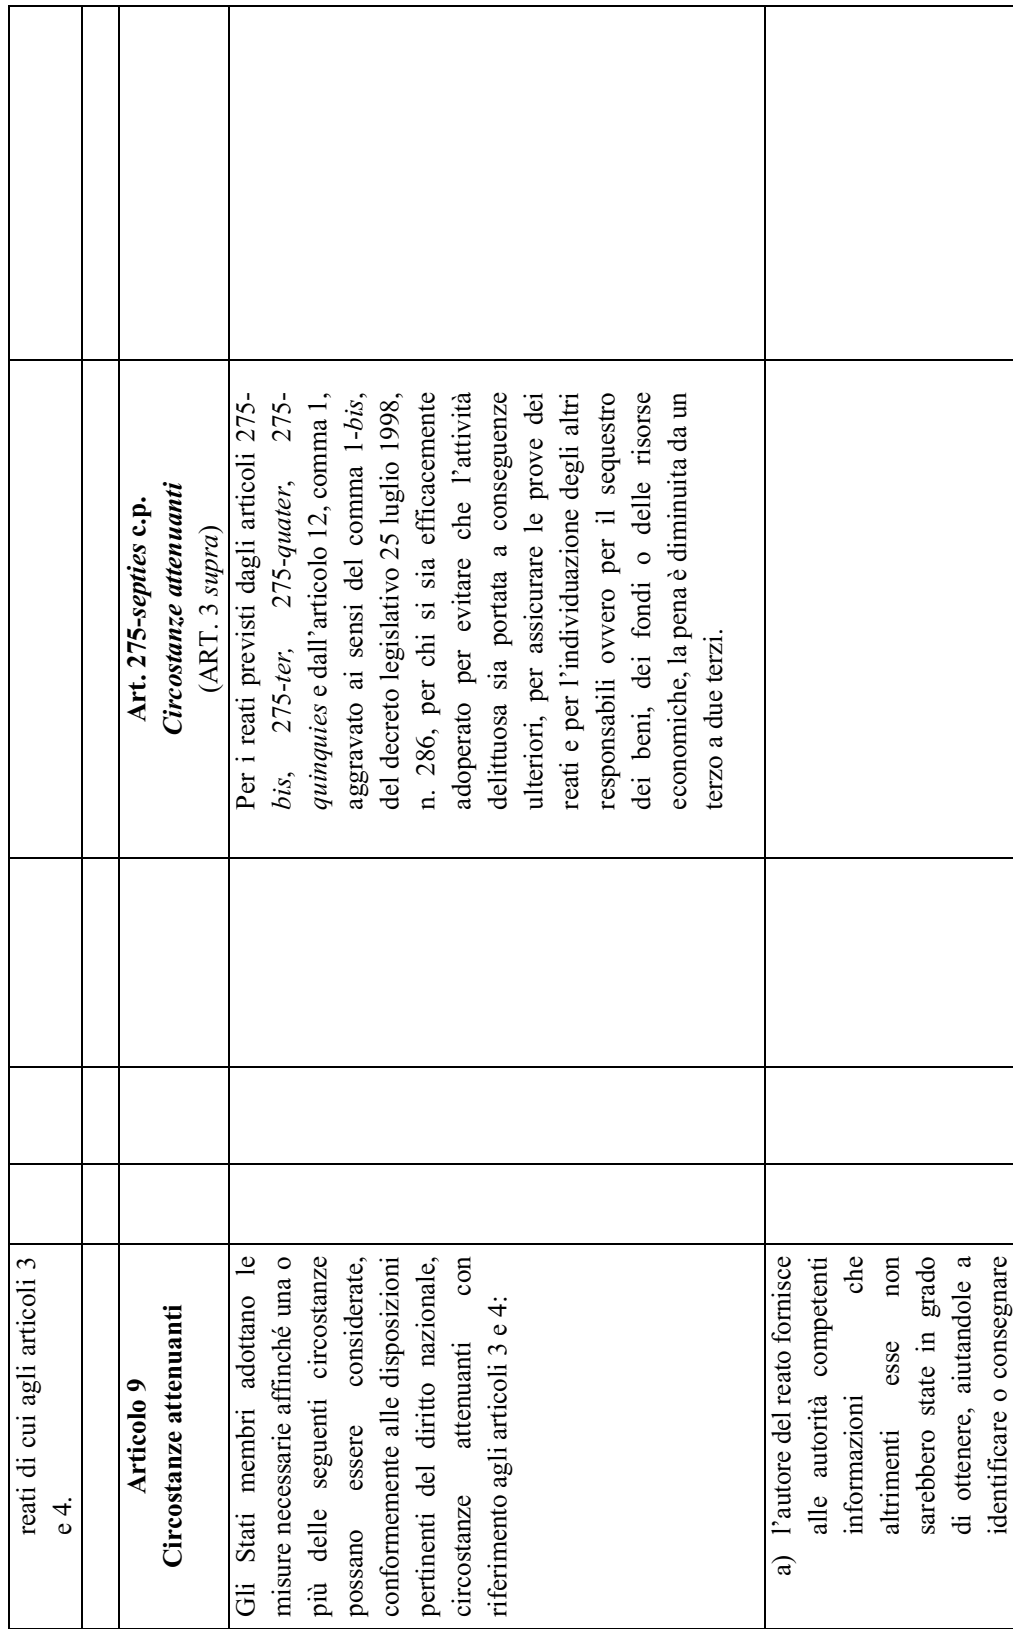 reati di cui agli articoli 3
e 4.
Articolo 9
Circostanze attenuanti
Art. 275-septies c.p.
Circostanze attenuanti
(ART. 3 supra)
Gli Stati membri adottano le
misure necessarie affinché una o
più delle seguenti circostanze
possano essere considerate,
conformemente alle disposizioni
pertinenti del diritto nazionale,
circostanze attenuanti con
riferimento agli articoli 3 e 4:
Per i reati previsti dagli articoli 275-
bis, 275-ter, 275-quater, 275-
quinquies e dall'articolo 12, comma 1,
aggravato ai sensi del comma 1-bis,
del decreto legislativo 25 luglio 1998,
n. 286, per chi si sia efficacemente
adoperato per evitare che l'attività
delittuosa sia portata a conseguenze
ulteriori, per assicurare le prove dei
reati e per l'individuazione degli altri
responsabili ovvero per il sequestro
dei beni, dei fondi o delle risorse
economiche, la pena è diminuita da un
terzo a due terzi.
a) l'autore del reato fornisce
alle autorità competenti
informazioni che
altrimenti esse non
sarebbero state in grado
di ottenere, aiutandole a
identificare o consegnare